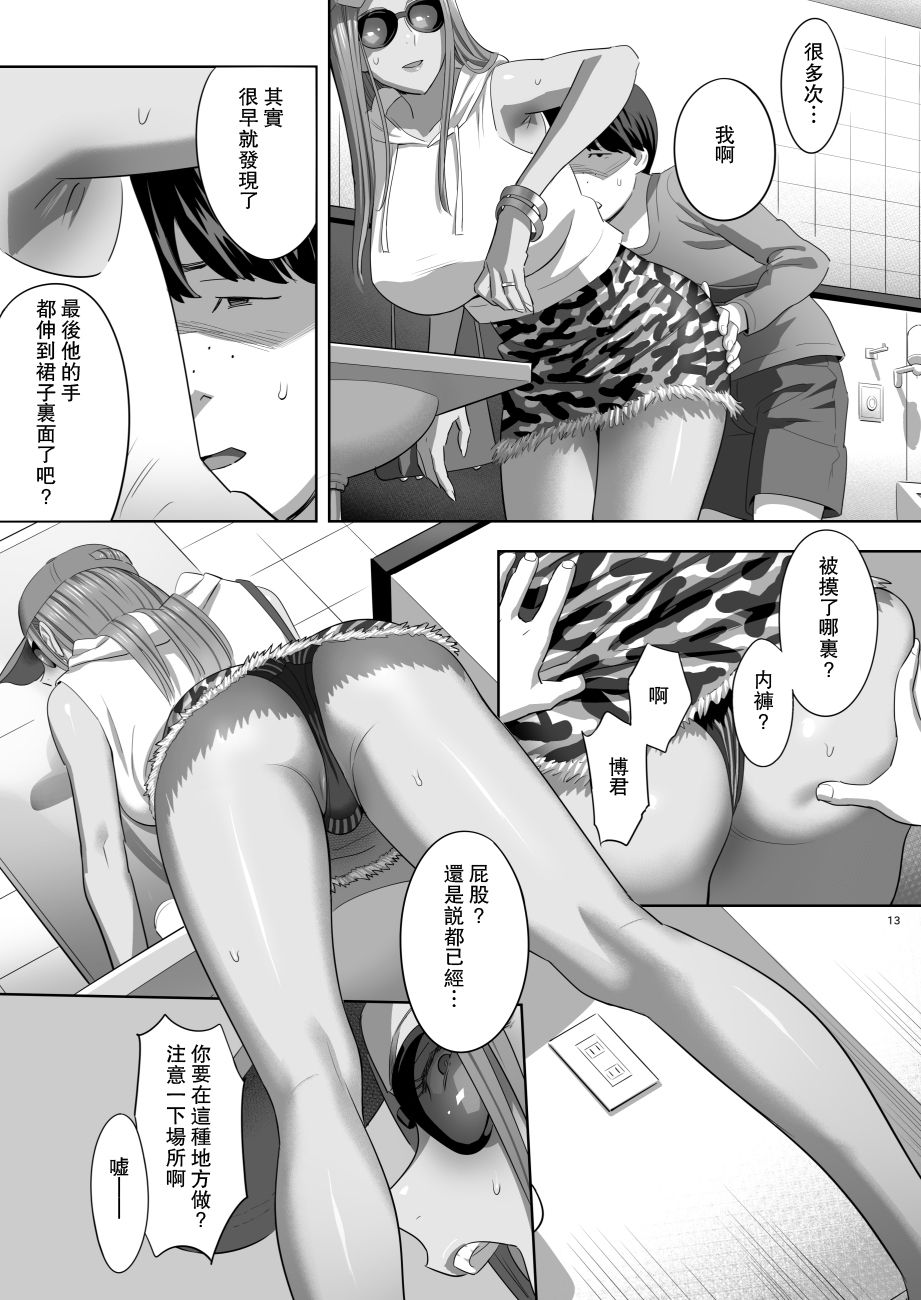 很多次…
我啊
其實
很早就發現了
最後他的手
都伸到裙子裏面了吧？
被摸了哪裏？
内褲？
啊
博君
13
屁股？
還是説都已經…
你要在這種地方做？
注意一下場所啊
噓──